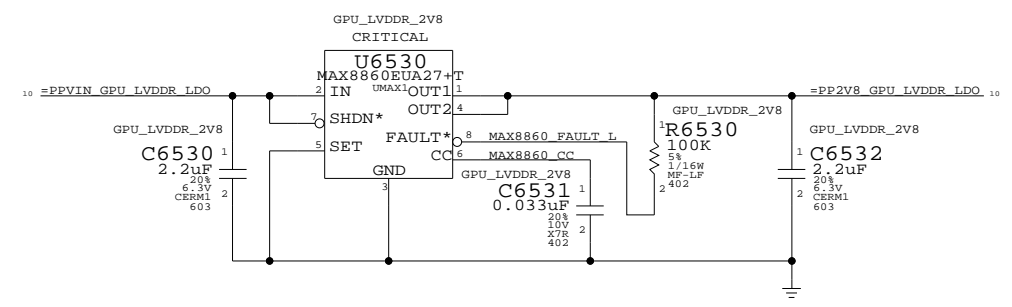 GPU_LVDDR_2V8
CRITICAL
U6530
MAX8860EUA27+T
10 =PPVIN_GPU_LVDDR_LDO
2 IN
UMAX1
OUT1 1
OUT2 4
=PP2V8_GPU_LVDDR_LDO 10
7 SHDN*
FAULT* 8 MAX8860_FAULT_L
5 SET
CC 6 MAX8860_CC
GND
3
GPU_LVDDR_2V8
C6530 1
2.2uF
20%
6.3V 2
CERM1
603
GPU_LVDDR_2V8
C6531 1
0.033uF
20%
10V 2
X7R
402
GPU_LVDDR_2V8
1 R6530
100K
5%
1/16W
MF-LF
2 402
GPU_LVDDR_2V8
1 C6532
2.2uF
20%
2 6.3V
CERM1
603